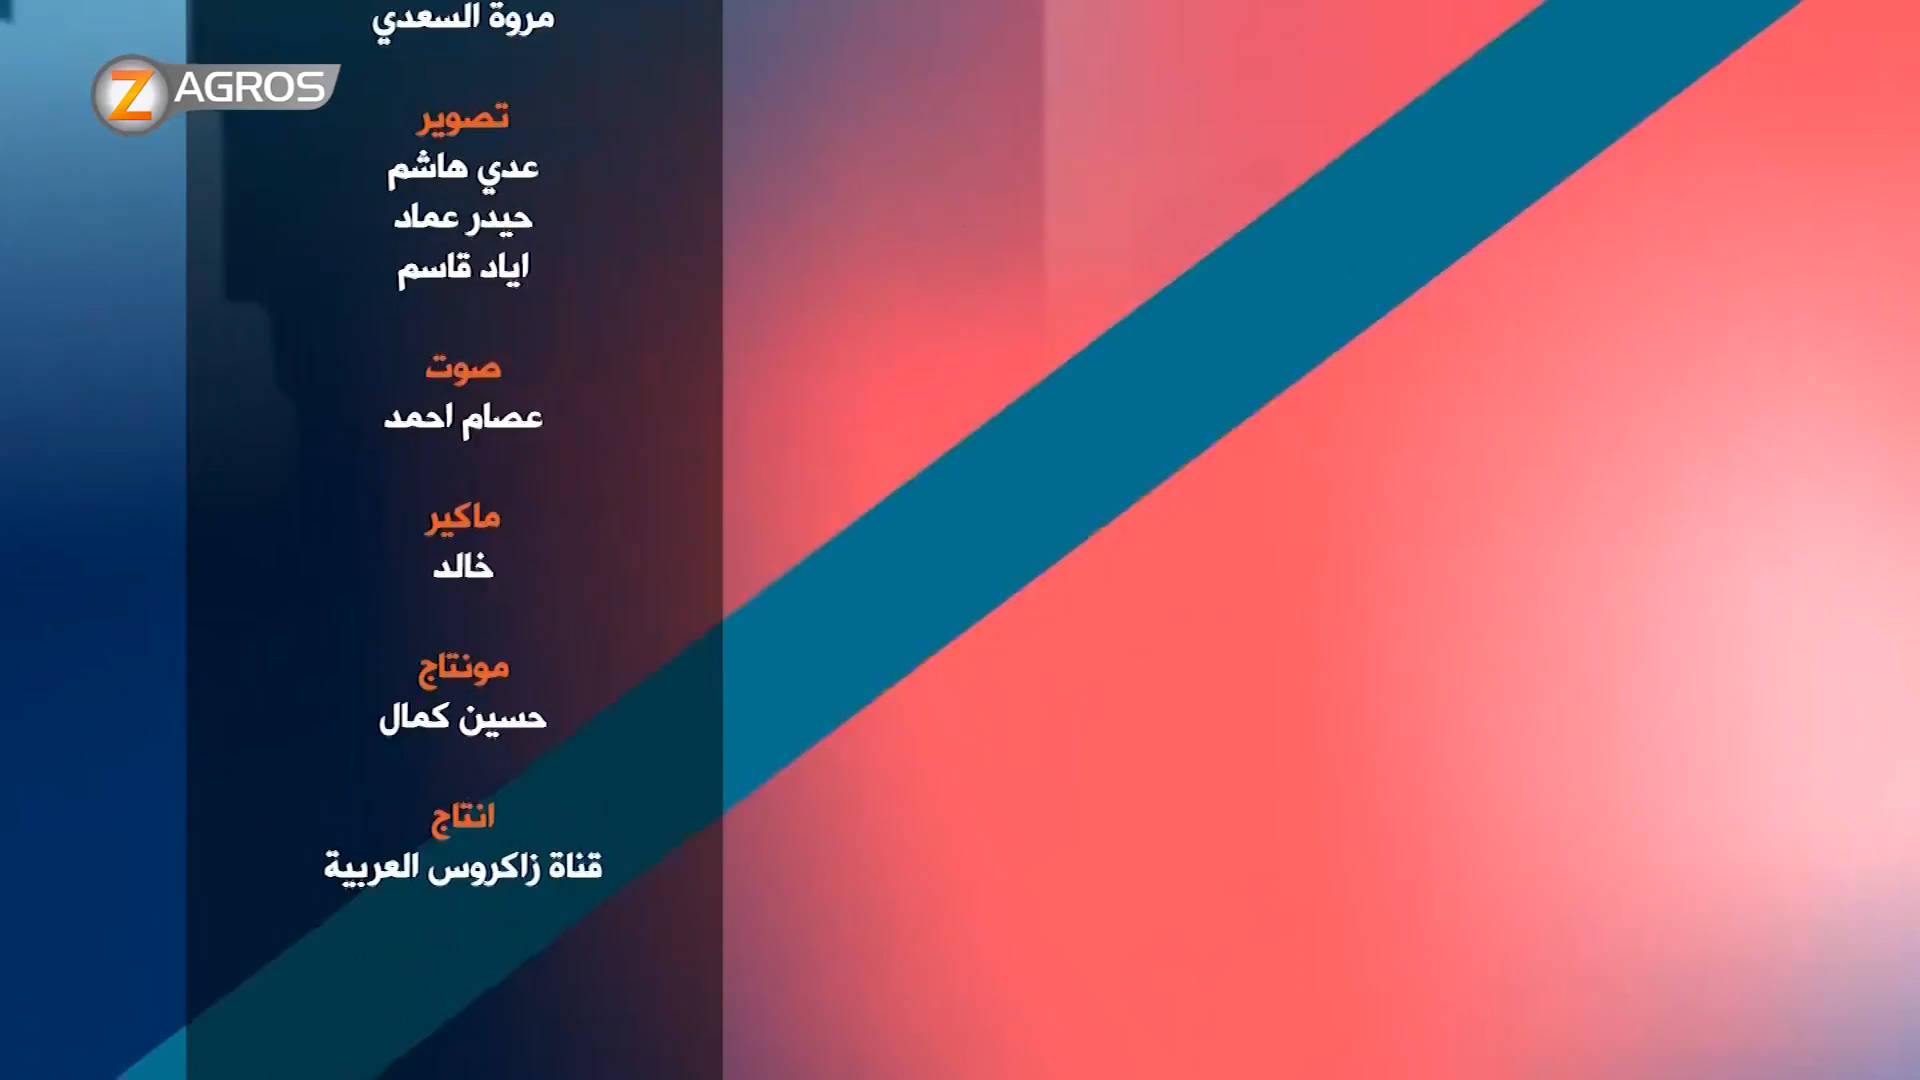 مروة السعدي
ZAGROS
تصوير
عدي هاشم
حيدر عماد
اياد قاسم
صوت
عصام احمد
ماكير
خالد
مونتاج
حسين كمال
انتاج
قناة زاكروس العربية